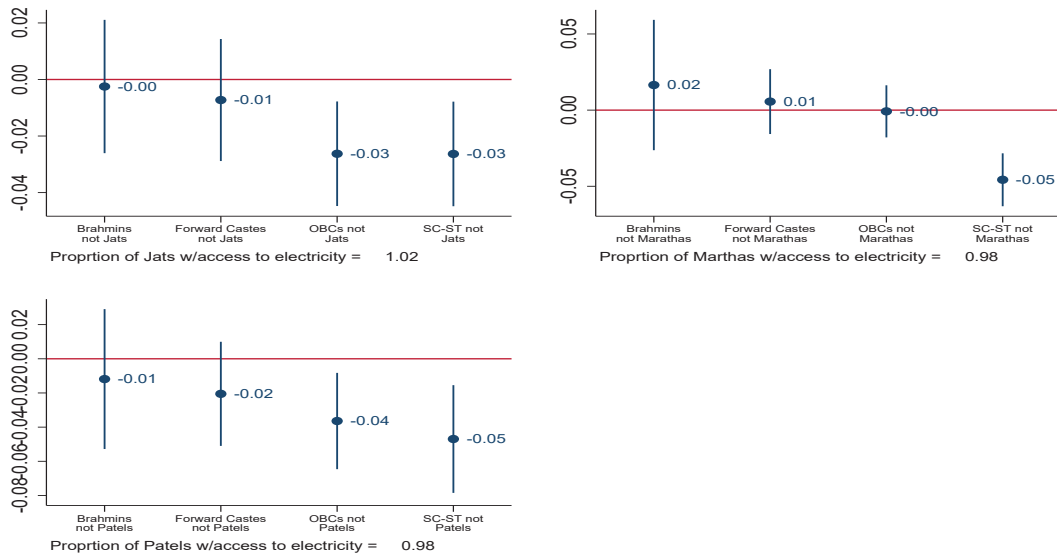 0.02
0.00
-0.02
-0.04
-0.00
-0.01
-0.03
-0.03
Brahmins
not Jats
Forward Castes
not Jats
OBCs not
Jats
SC-ST not
Jats
Proprtion of Jats w/access to electricity = 1.02
0.05
0.00
-0.05
0.02
0.01
-0.00
-0.05
Brahmins
not Marathas
Forward Castes
not Marathas
OBCs not
Marathas
SC-ST not
Marathas
Proprtion of Marthas w/access to electricity = 0.98
0.02
0.00
-0.02
-0.04
-0.06
-0.08
-0.01
-0.02
-0.04
-0.05
Brahmins
not Patels
Forward Castes
not Patels
OBCs not
Patels
SC-ST not
Patels
Proprtion of Patels w/access to electricity = 0.98